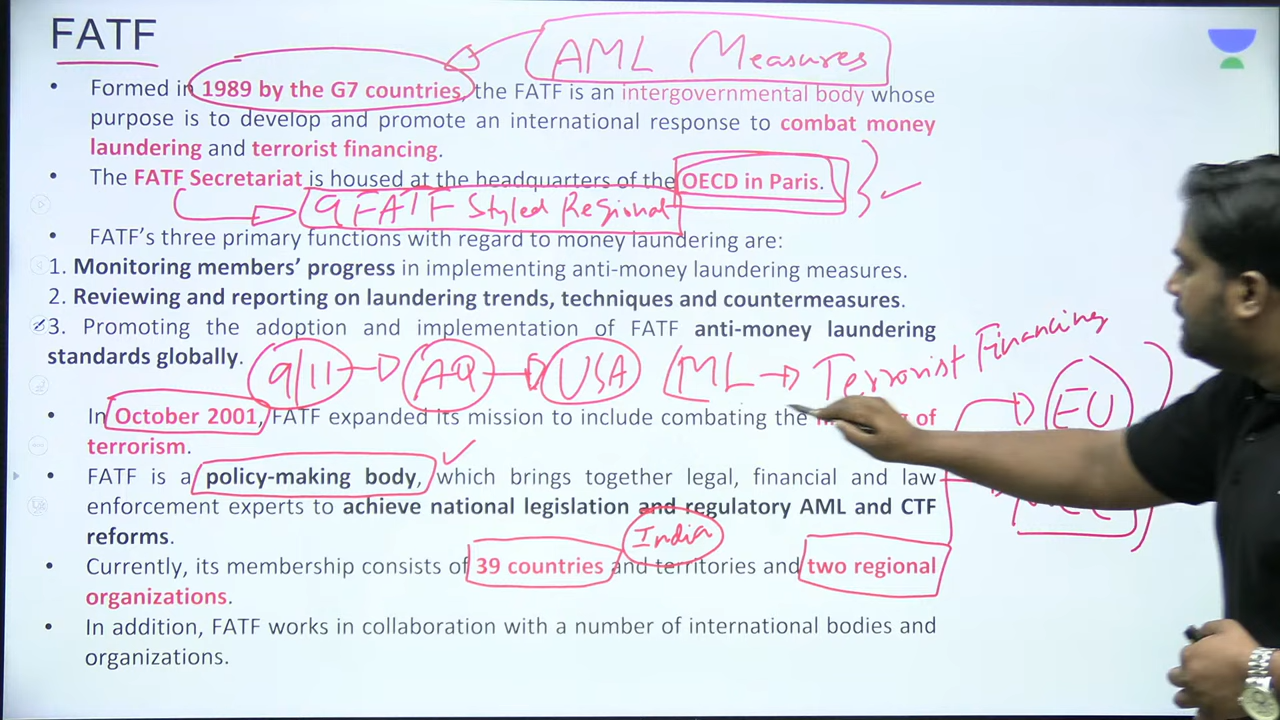 FATF
AML Measures
• Formed in 1989 by the G7 countries, the FATF is an intergovernmental body whose
purpose is to develop and promote an international response to combat money
laundering and terrorist financing.
• The FATF Secretariat is housed at the headquarters of the OECD in Paris.
9 FATF Styled Regional
• FATF's three primary functions with regard to money laundering are:
1. Monitoring members' progress in implementing anti-money laundering measures.
2. Reviewing and reporting on laundering trends, techniques and countermeasures.
3. Promoting the adoption and implementation of FATF anti-money laundering
standards globally.
9/11 → AQ → USA ML → Terrorist Financing
EU
• In October 2001, FATF expanded its mission to include combating the of
terrorism.
• FATF is a policy-making body, which brings together legal, financial and law
enforcement experts to achieve national legislation and regulatory AML and CTF
reforms.
India
• Currently, its membership consists of 39 countries and territories and two regional
organizations.
• In addition, FATF works in collaboration with a number of international bodies and
organizations.